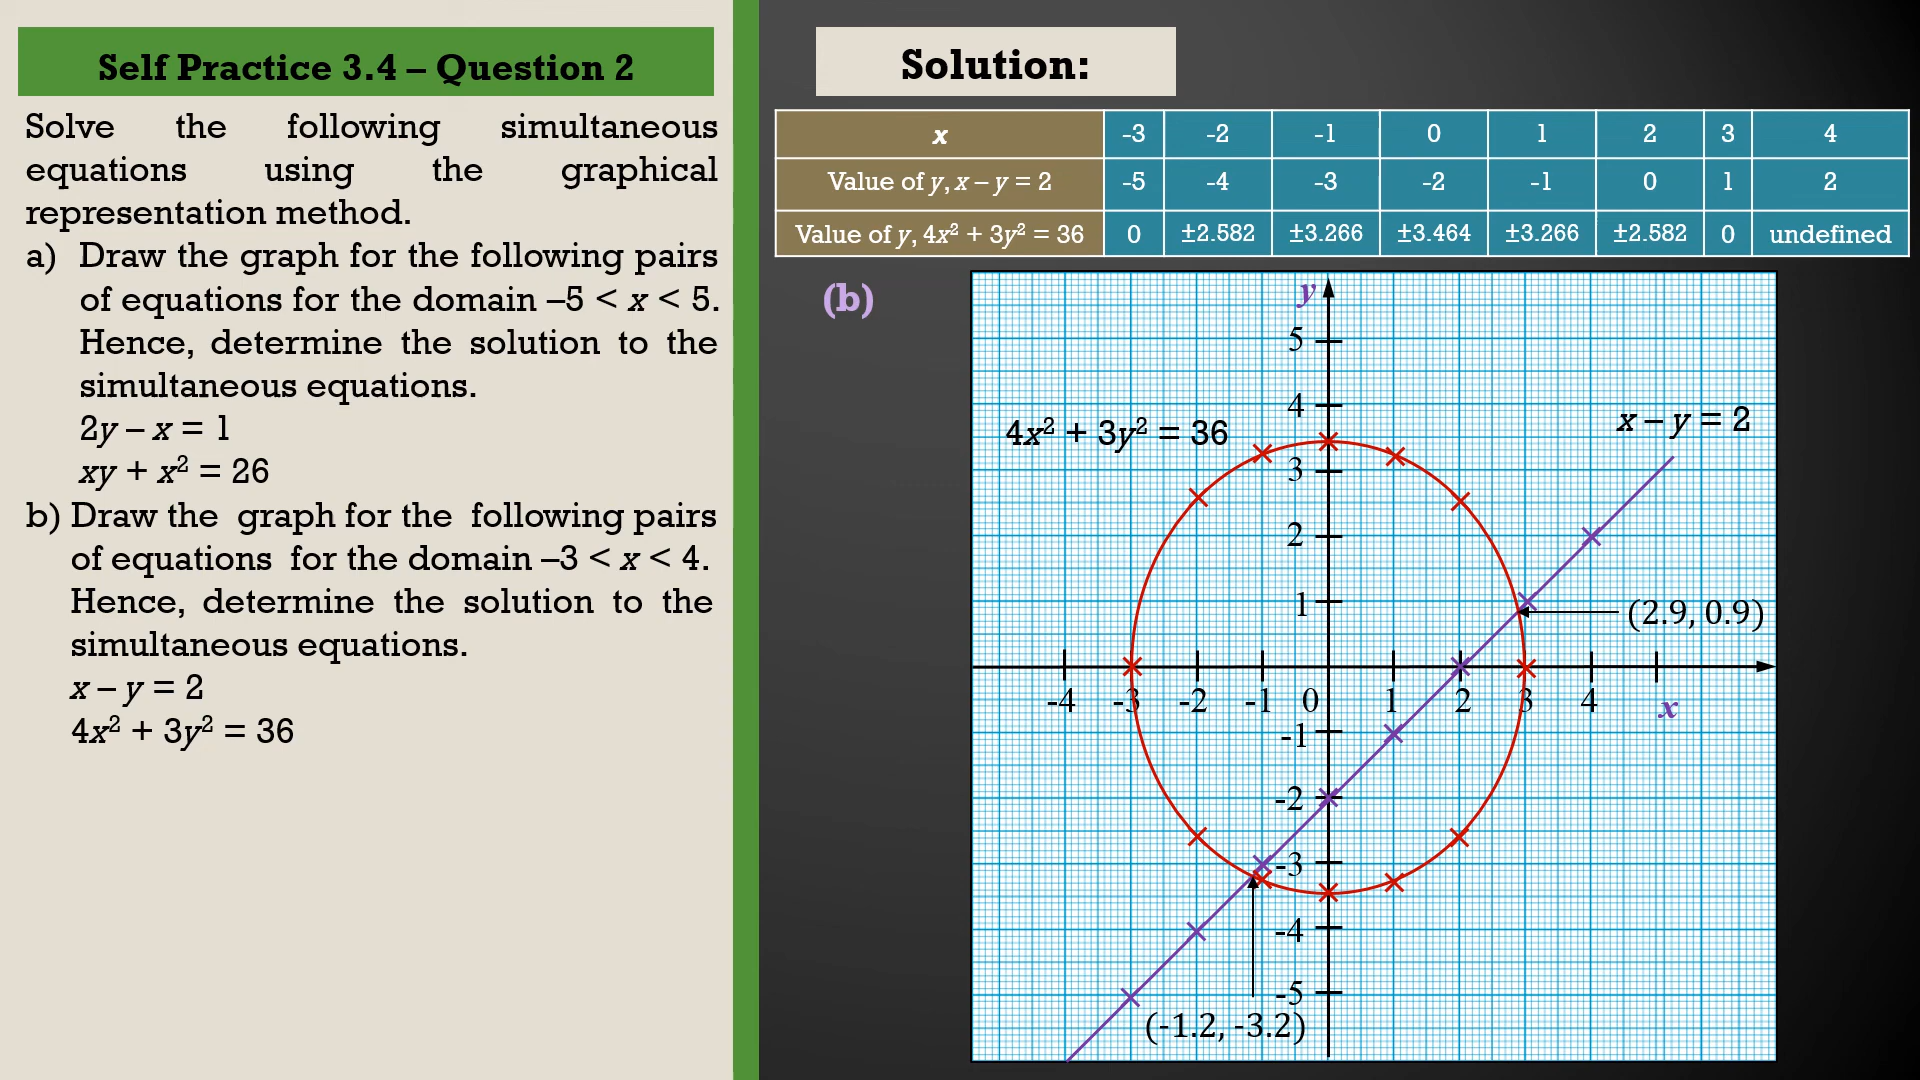 Self Practice 3.4 – Question 2
Solve the following simultaneous
equations using the graphical
representation method.
a) Draw the graph for the following pairs
of equations for the domain –5 < x < 5.
Hence, determine the solution to the
simultaneous equations.
2y – x = 1
xy + x² = 26
b) Draw the graph for the following pairs
of equations for the domain –3 < x < 4.
Hence, determine the solution to the
simultaneous equations.
x – y = 2
4x² + 3y² = 36
Solution:
x -3 -2 -1 0 1 2 3 4
Value of y, x – y = 2 -5 -4 -3 -2 -1 0 1 2
Value of y, 4x² + 3y² = 36 0 ±2.582 ±3.266 ±3.464 ±3.266 ±2.582 0 undefined
(b)
y
5
4
4x² + 3y² = 36
x – y = 2
3
2
1
(2.9, 0.9)
-4 -3 -2 -1 0 1 2 3 4 x
-1
-2
-3
-4
-5
(-1.2, -3.2)